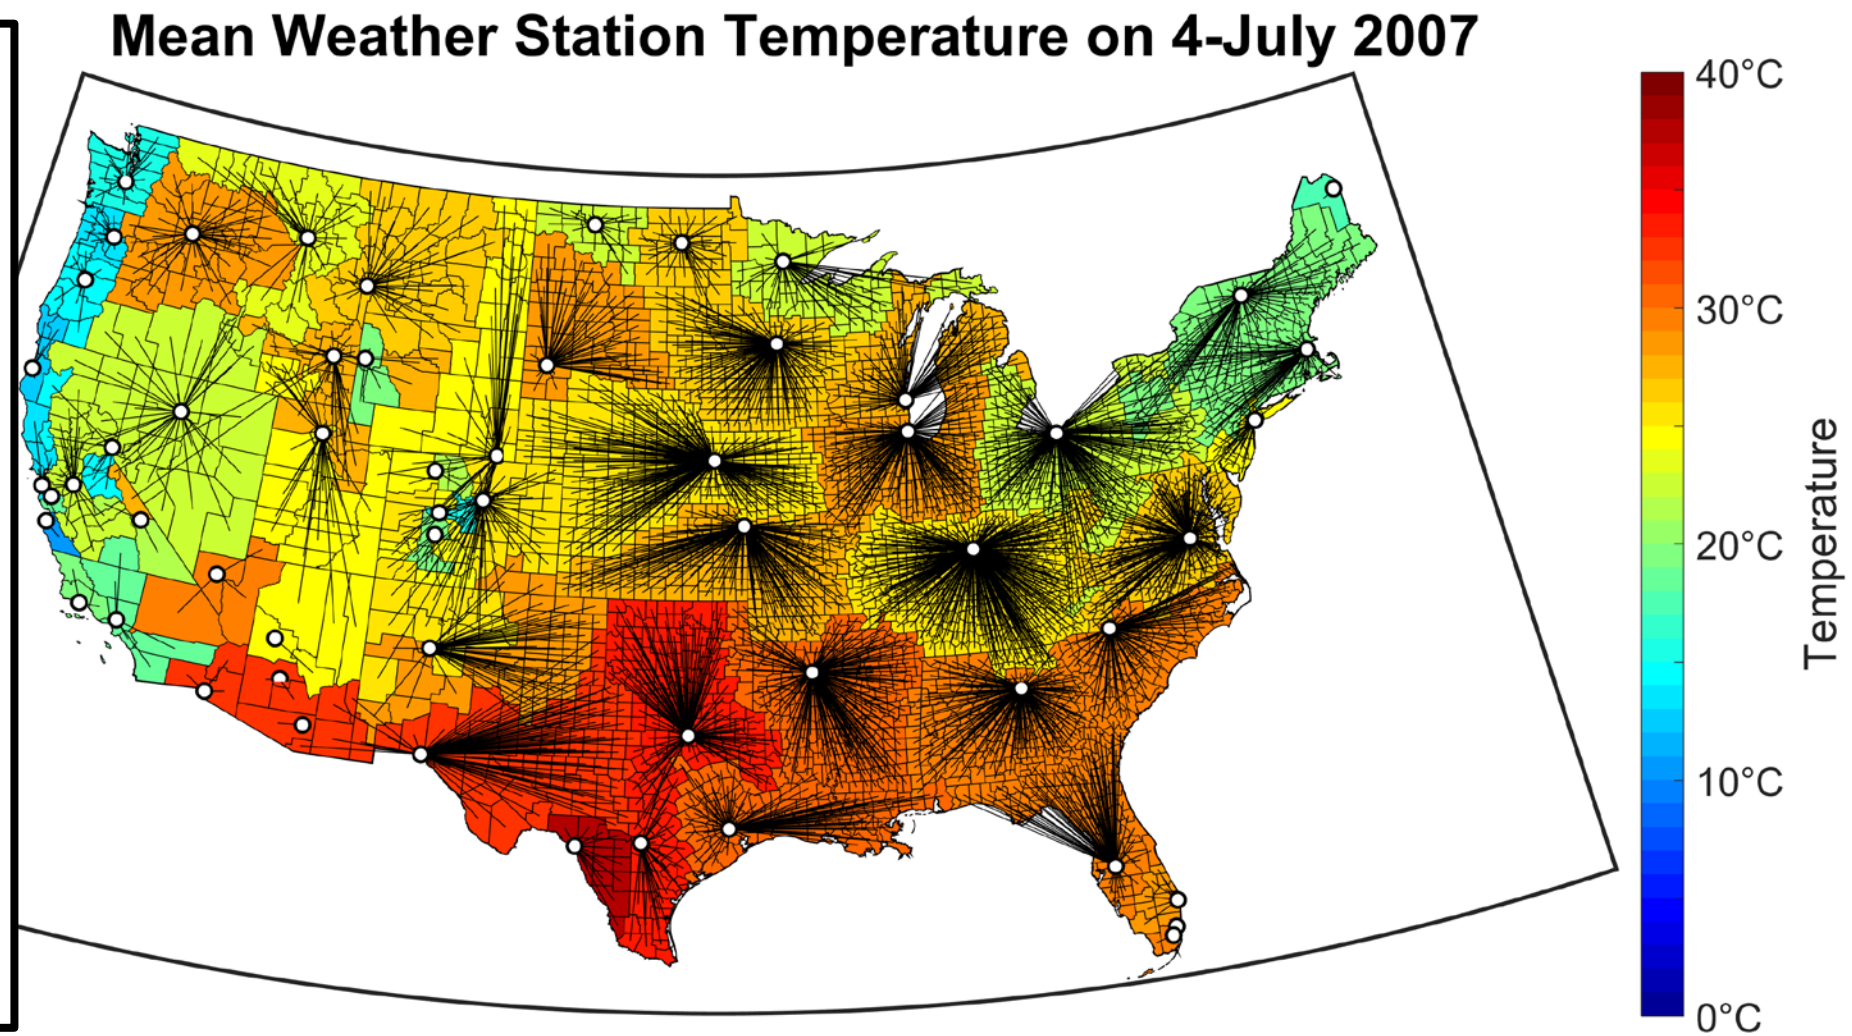 Mean Weather Station Temperature on 4-July 2007
40°C
30°C
20°C
10°C
0°C
Temperature